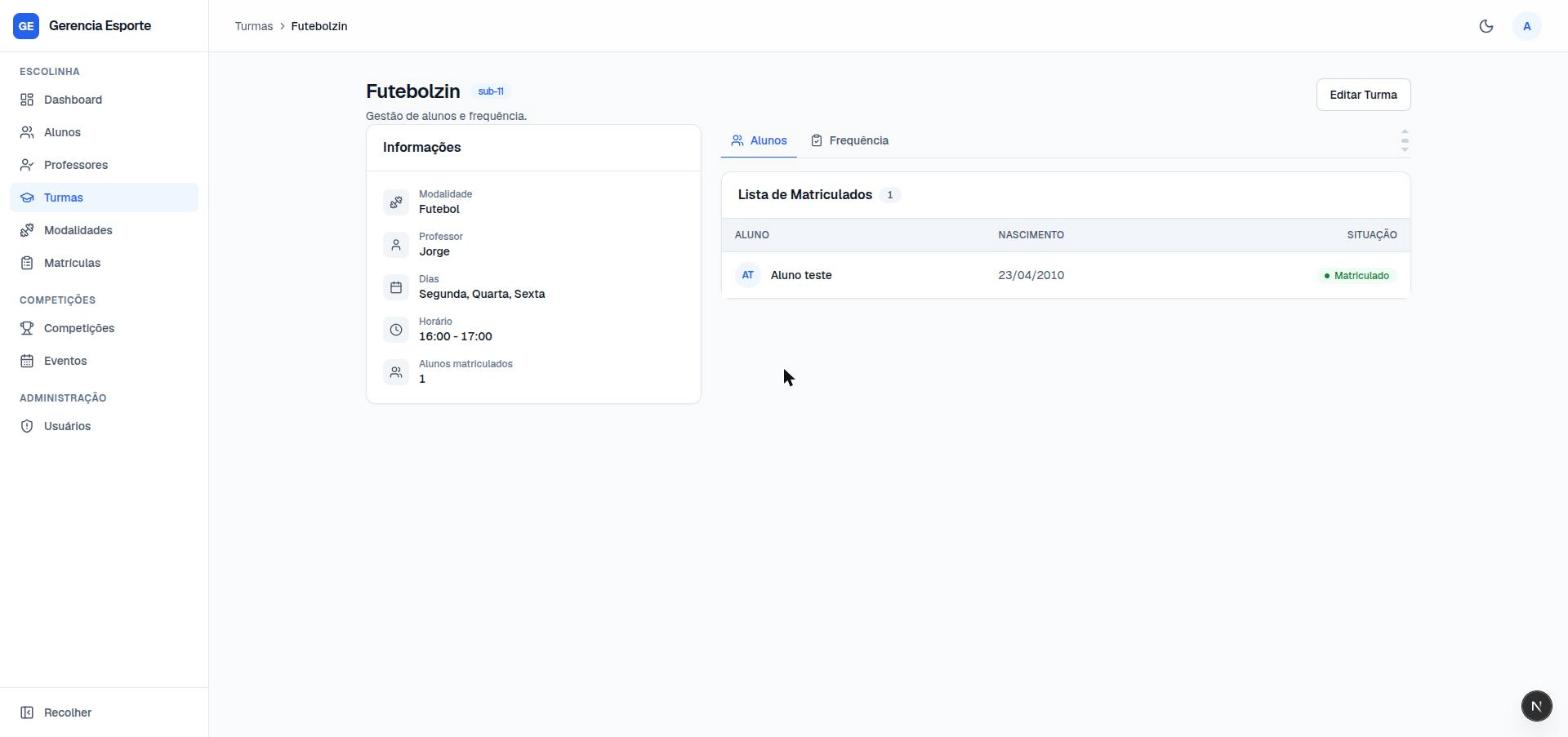 GE Gerencia Esporte
Turmas > Futebolzin
A
ESCOLINHA
Dashboard
Alunos
Professores
Turmas
Modalidades
Matrículas
COMPETIÇÕES
Competições
Eventos
ADMINISTRAÇÃO
Usuários
Recolher
Futebolzin sub-11
Gestão de alunos e frequência.
Editar Turma
Informações
Modalidade
Futebol
Professor
Jorge
Dias
Segunda, Quarta, Sexta
Horário
16:00 - 17:00
Alunos matriculados
1
Alunos Frequência
Lista de Matriculados 1
ALUNO NASCIMENTO SITUAÇÃO
AT Aluno teste 23/04/2010 Matriculado
N